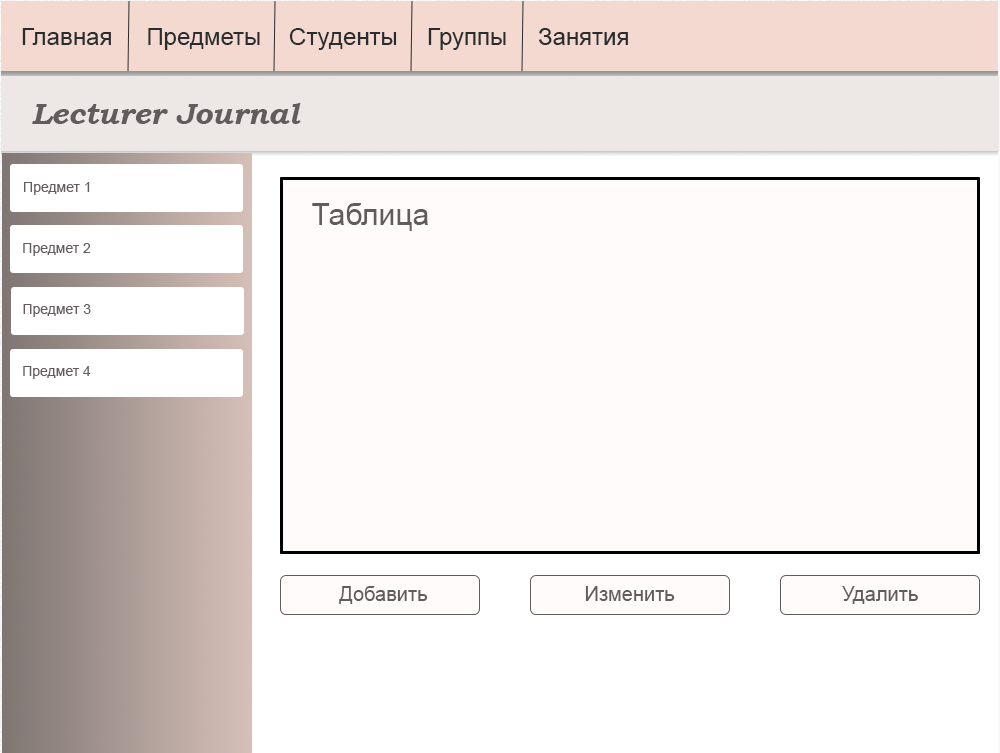 Главная Предметы Студенты Группы Занятия
Lecturer Journal
Предмет 1
Предмет 2
Предмет 3
Предмет 4
Таблица
Добавить Изменить Удалить